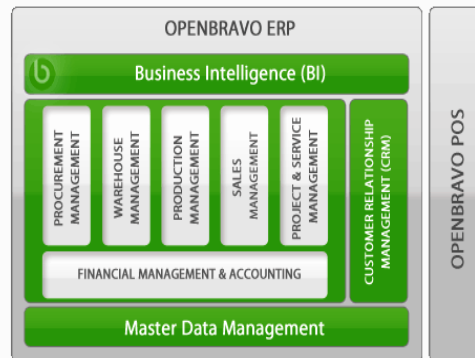 OPENBRAVO ERP
Business Intelligence (BI)
PROCUREMENT
MANAGEMENT
WAREHOUSE
MANAGEMENT
PRODUCTION
MANAGEMENT
SALES
MANAGEMENT
PROJECT & SERVICE
MANAGEMENT
CUSTOMER RELATIONSHIP
MANAGEMENT (CRM)
FINANCIAL MANAGEMENT & ACCOUNTING
Master Data Management
OPENBRAVO POS